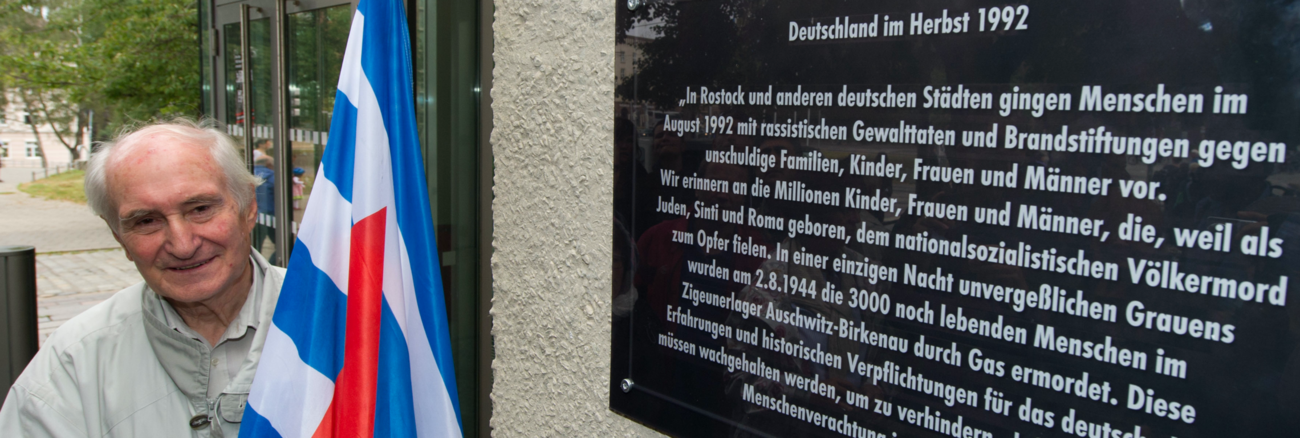 Deutschland im Herbst 1992
„In Rostock und anderen deutschen Städten gingen Menschen im
August 1992 mit rassistischen Gewalttaten und Brandstiftungen gegen
unschuldige Familien, Kinder, Frauen und Männer vor.
Wir erinnern an die Millionen Kinder, Frauen und Männer, die, weil als
Juden, Sinti und Roma geboren, dem nationalsozialistischen Völkermord
zum Opfer fielen. In einer einzigen Nacht unvergeßlichen Grauens
wurden am 2.8.1944 die 3000 noch lebenden Menschen im
Zigeunerlager Auschwitz-Birkenau durch Gas ermordet. Diese
Erfahrungen und historischen Verpflichtungen für das
müssen wachgehalten werden, um zu verhindern,
Menschenverachtung